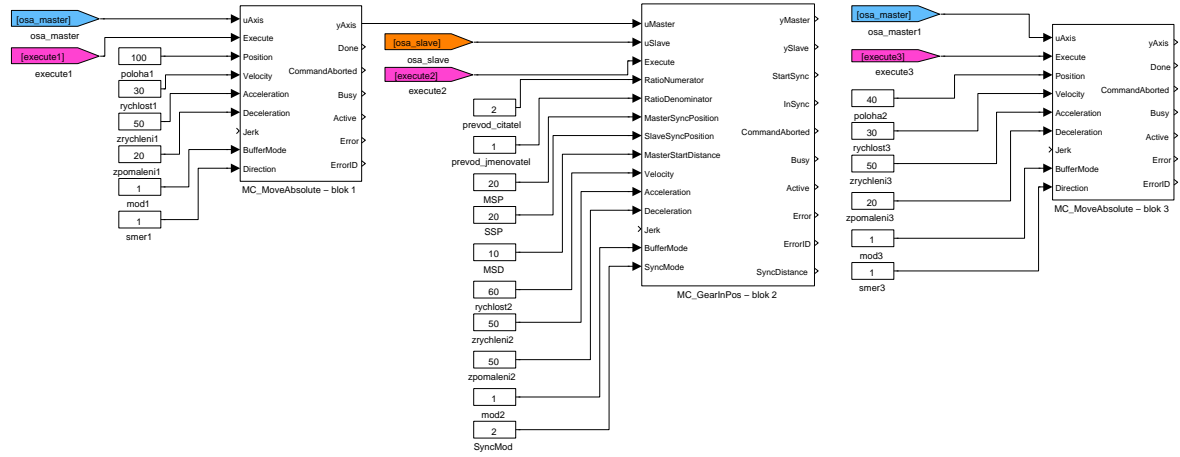 [osa_master]
osa_master
[execute1]
execute1
100
poloha1
30
rychlost1
50
zrychleni1
20
zpomaleni1
1
mod1
1
smer1
uAxis
Execute
Position
Velocity
Acceleration
Deceleration
Jerk
BufferMode
Direction
yAxis
Done
CommandAborted
Busy
Active
Error
ErrorID
MC_MoveAbsolute – blok 1
[osa_slave]
osa_slave
[execute2]
execute2
2
prevod_citatel
1
prevod_jmenovatel
20
MSP
20
SSP
10
MSD
60
rychlost2
50
zrychleni2
50
zpomaleni2
1
mod2
2
SyncMod
uMaster
uSlave
Execute
RatioNumerator
RatioDenominator
MasterSyncPosition
SlaveSyncPosition
MasterStartDistance
Velocity
Acceleration
Deceleration
Jerk
BufferMode
SyncMode
yMaster
ySlave
StartSync
InSync
CommandAborted
Busy
Active
Error
ErrorID
SyncDistance
MC_GearInPos – blok 2
[osa_master]
osa_master1
[execute3]
execute3
40
poloha2
30
rychlost3
50
zrychleni3
20
zpomaleni3
1
mod3
1
smer3
uAxis
Execute
Position
Velocity
Acceleration
Deceleration
Jerk
BufferMode
Direction
yAxis
Done
CommandAborted
Busy
Active
Error
ErrorID
MC_MoveAbsolute – blok 3